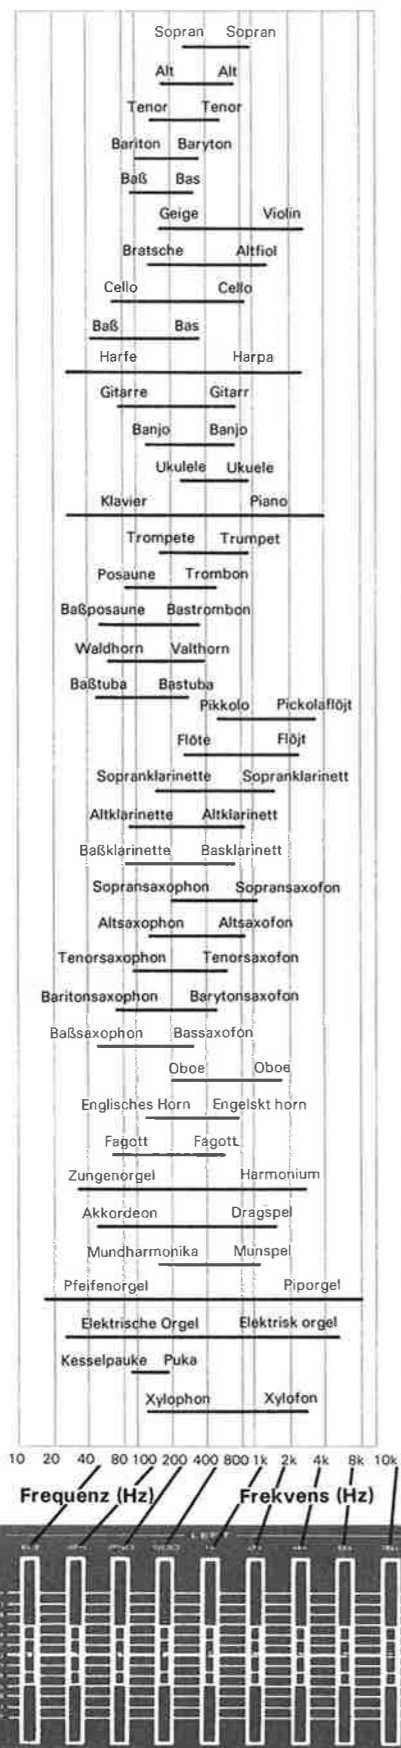 Sopran Sopran
Alt Alt
Tenor Tenor
Bariton Baryton
Baß Bas
Geige Violin
Bratsche Altfiol
Cello Cello
Baß Bas
Harfe Harpa
Gitarre Gitarr
Banjo Banjo
Ukulele Ukuele
Klavier Piano
Trompete Trumpet
Posaune Trombon
Baßposaune Bastrombon
Waldhorn Valthorn
Baßtuba Bastuba
Pikkolo Pickolaflöjt
Flöte Flöjt
Sopranklarinette Sopranklarinett
Altklarinette Altklarinett
Baßklarinette Basklarinett
Sopransaxophon Sopransaxofon
Altsaxophon Altsaxofon
Tenorsaxophon Tenorsaxofon
Baritonsaxophon Barytonsaxofon
Baßsaxophon Bassaxofon
Oboe Oboe
Englisches Horn Engelskt horn
Fagott Fagott
Zungenorgel Harmonium
Akkordeon Dragspel
Mundharmonika Munspel
Pfeifenorgel Piporgel
Elektrische Orgel Elektrisk orgel
Kesselpauke Puka
Xylophon Xylofon
10 20 40 80 100 200 400 800 1k 2k 4k 8k 10k
Frequenz (Hz) Frekvens (Hz)
LEFT